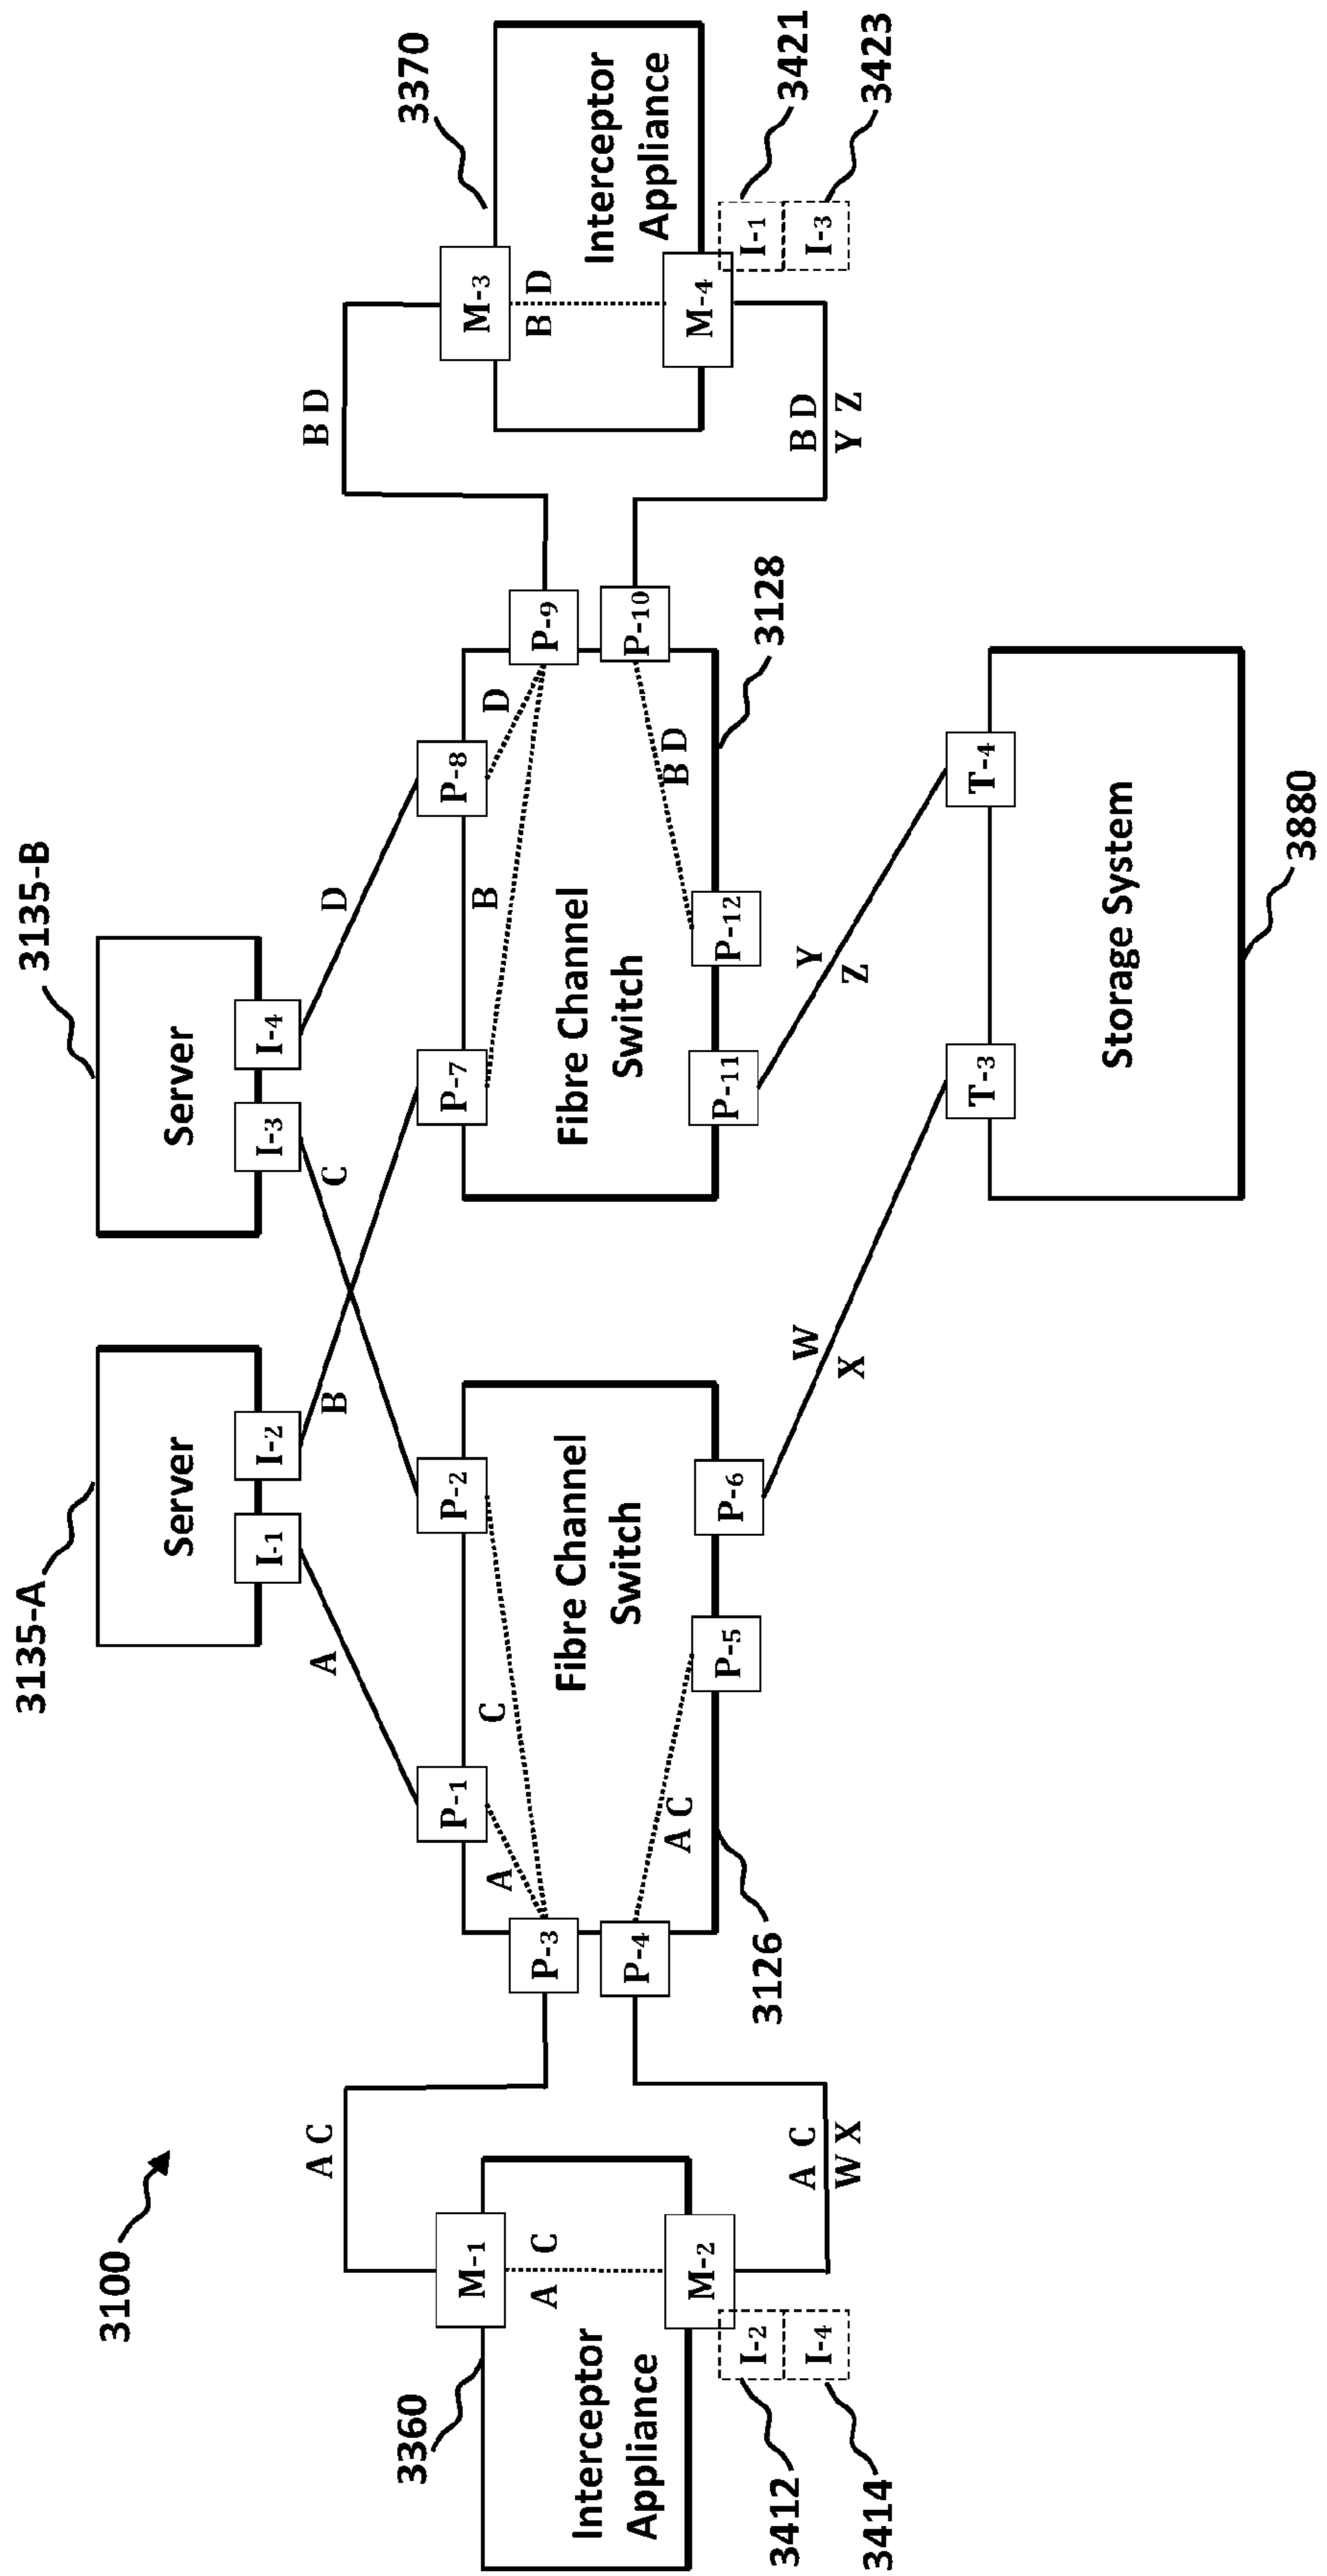 3100
3135-A
3135-B
Server
I-1
I-2
Server
I-3
I-4
A
B
C
D
A C
B D
3360
M-1
A C
M-2
Interceptor
Appliance
I-2
I-4
3412
3414
A C
W X
P-1
P-2
P-3
P-4
P-5
P-6
A
C
A C
Fibre Channel
Switch
3126
P-7
P-8
P-9
P-10
P-11
P-12
B
D
B D
Fibre Channel
Switch
3128
3370
M-3
B D
M-4
Interceptor
Appliance
I-1
I-3
3421
3423
B D
Y Z
W
X
Y
Z
T-3
T-4
Storage System
3880